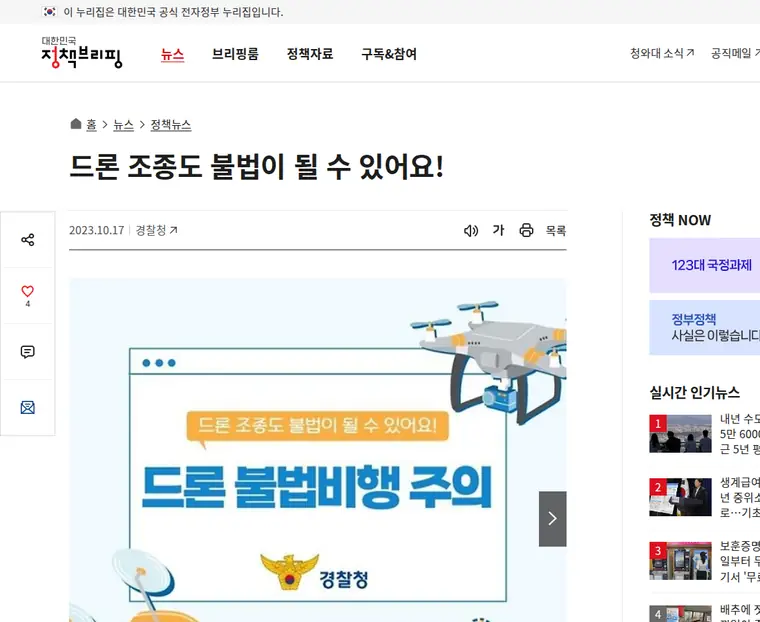 이 누리집은 대한민국 공식 전자정부 누리집입니다.
대한민국
정책브리핑
뉴스
브리핑룸
정책자료
구독&참여
청와대 소식
공직메일
홈 > 뉴스 > 정책뉴스
드론 조종도 불법이 될 수 있어요!
2023.10.17
경찰청
가
목록
4
드론 조종도 불법이 될 수 있어요!
드론 불법비행 주의
경찰청
정책 NOW
123대 국정과제
정부정책
사실은 이렇습니다
실시간 인기뉴스
1
내년 수도
5만 6000
근 5년 평
2
생계급여
년 중위소
로…기초
3
보훈증명
일부터 무
기서 '무료
4
배추에 젓